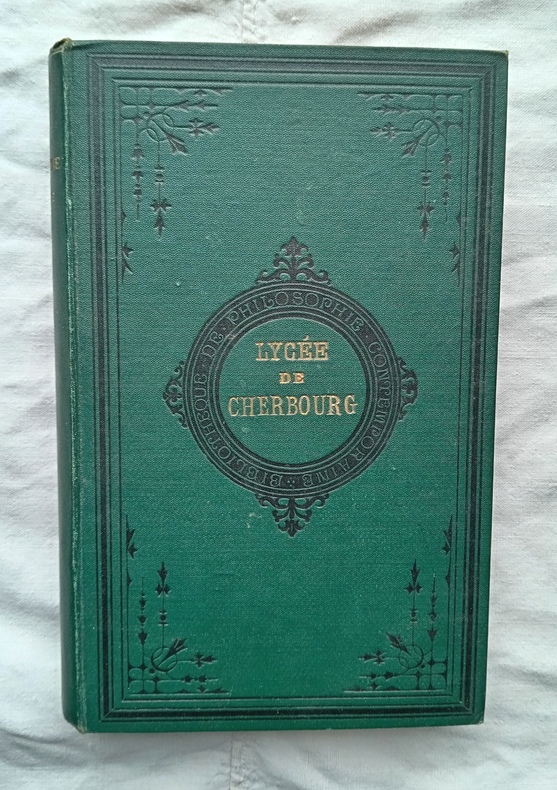 BIBLIOTHÈQUE · DE · PHILOSOPHIE · CONTEMPORAINE
LYCÉE
DE
CHERBOURG